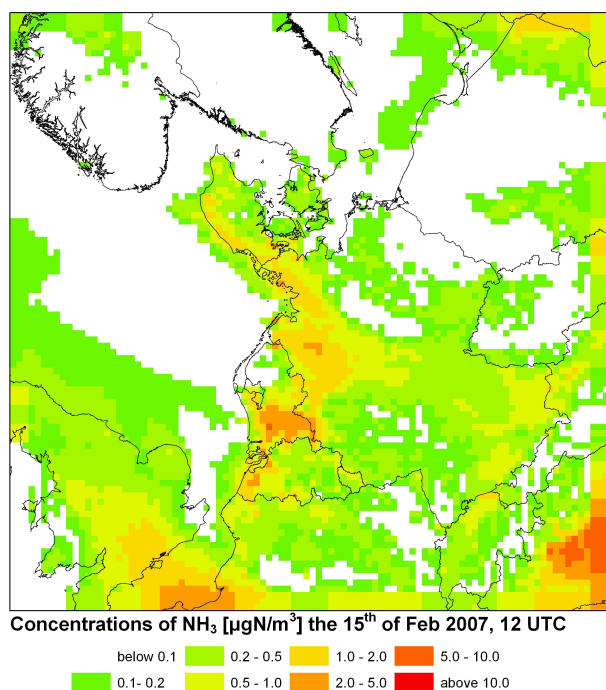 Concentrations of NH₃ [µgN/m³] the 15ᵗʰ of Feb 2007, 12 UTC
below 0.1 0.2 - 0.5 1.0 - 2.0 5.0 - 10.0
0.1- 0.2 0.5 - 1.0 2.0 - 5.0 above 10.0